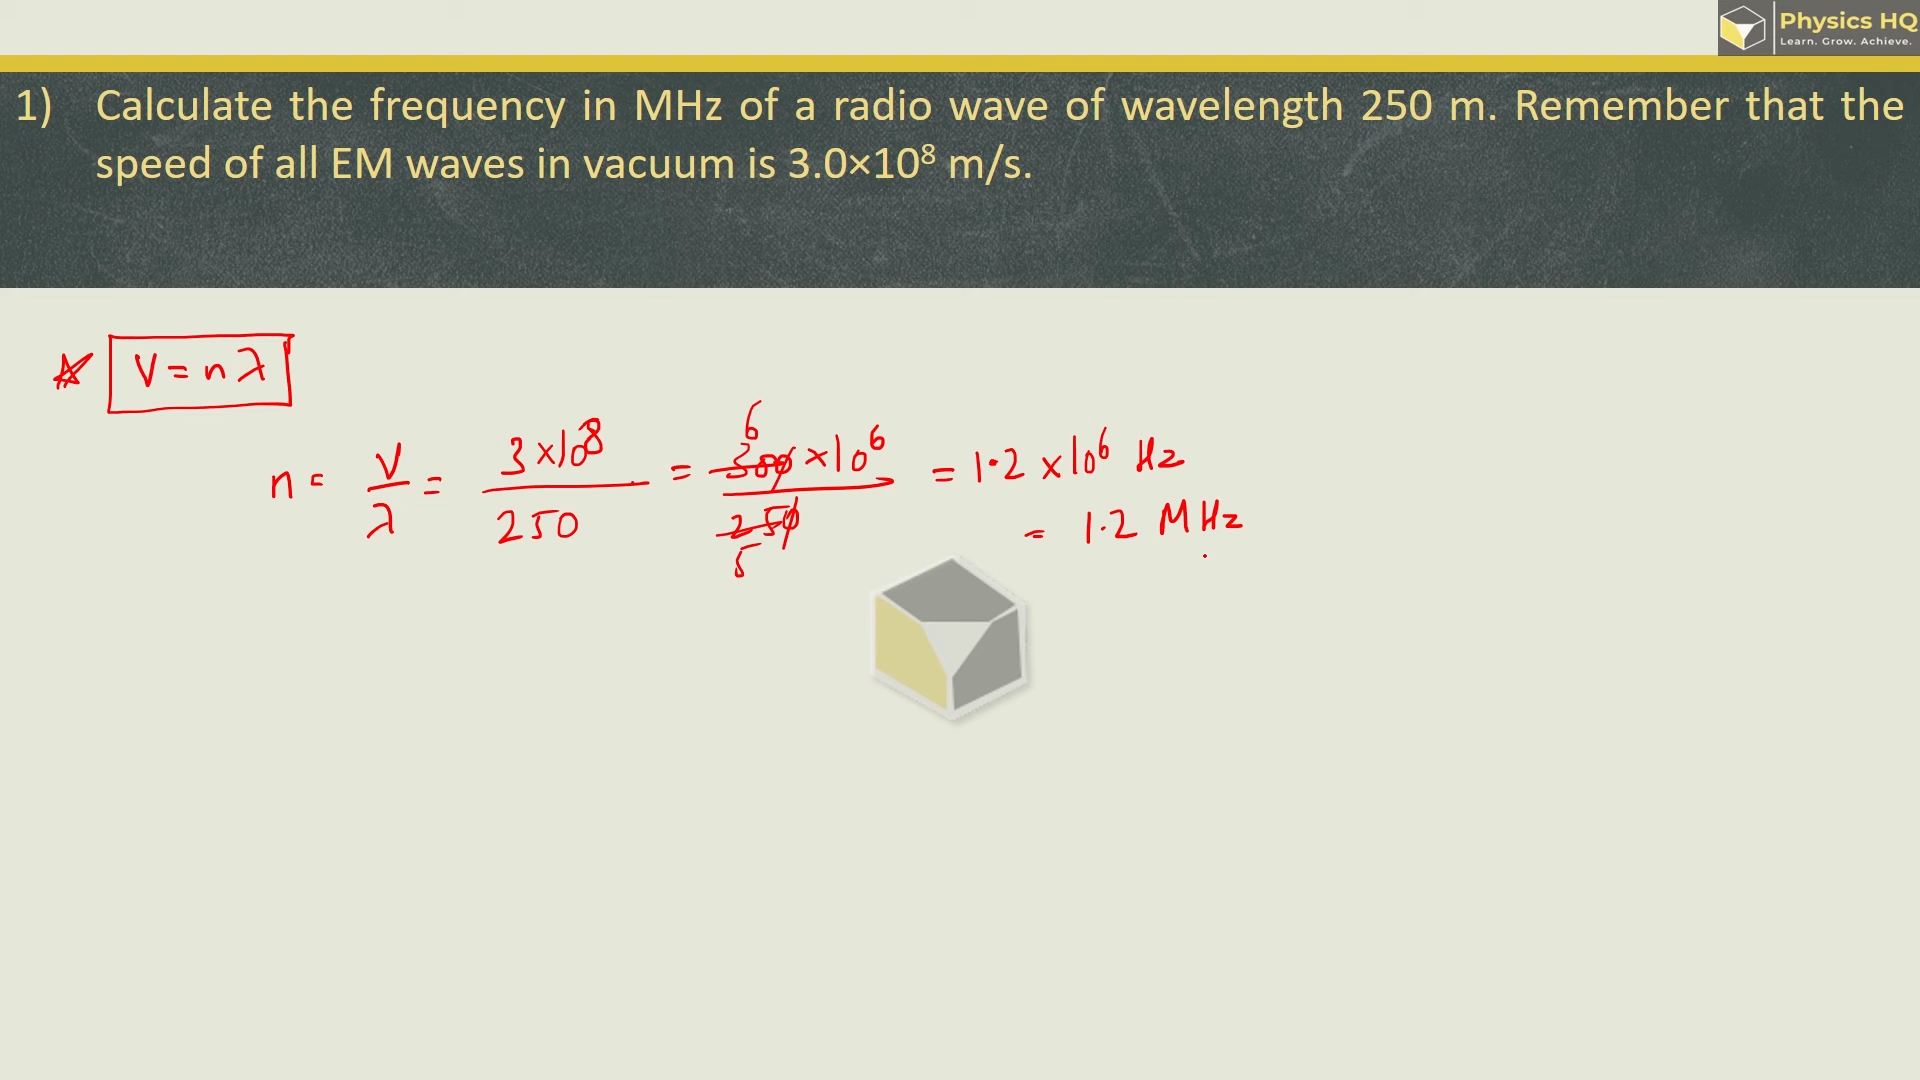 Physics HQ
Learn. Grow. Achieve.
1) Calculate the frequency in MHz of a radio wave of wavelength 250 m. Remember that the
speed of all EM waves in vacuum is 3.0×10⁸ m/s.
V = n λ
n = V/λ = 3×10⁸/250 = 300×10⁶/250 = 1.2 ×10⁶ Hz
6
5
= 1.2 MHz